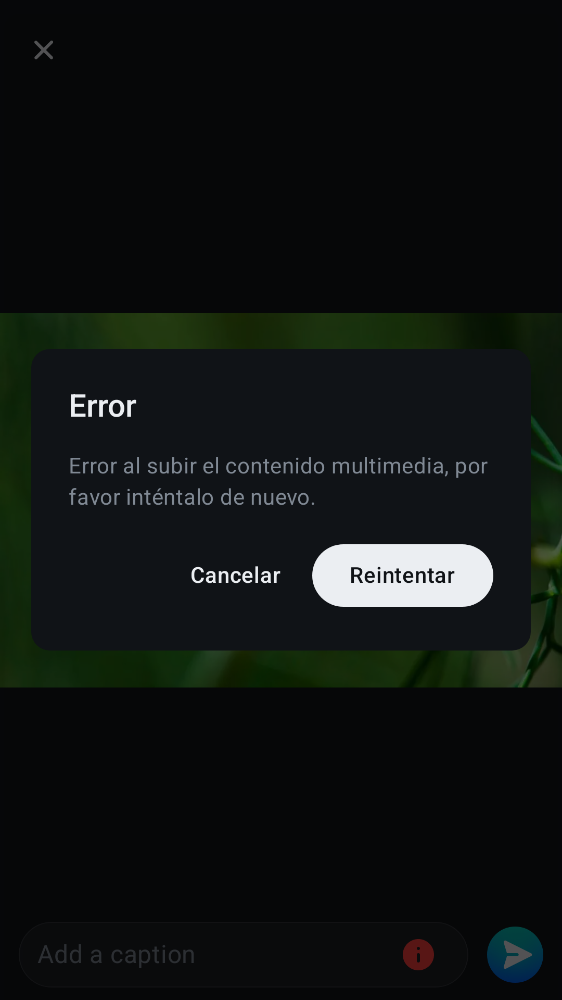 Error
Error al subir el contenido multimedia, por
favor inténtalo de nuevo.
Cancelar
Reintentar
Add a caption